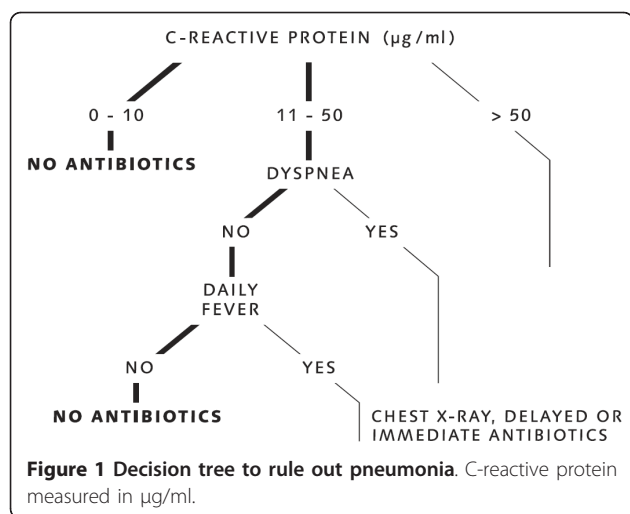 C-REACTIVE PROTEIN (µg/ml)
0 - 10 11 - 50 > 50
NO ANTIBIOTICS
DYSPNEA
NO YES
DAILY
FEVER
NO YES
NO ANTIBIOTICS
CHEST X-RAY, DELAYED OR
IMMEDIATE ANTIBIOTICS
Figure 1 Decision tree to rule out pneumonia. C-reactive protein
measured in µg/ml.